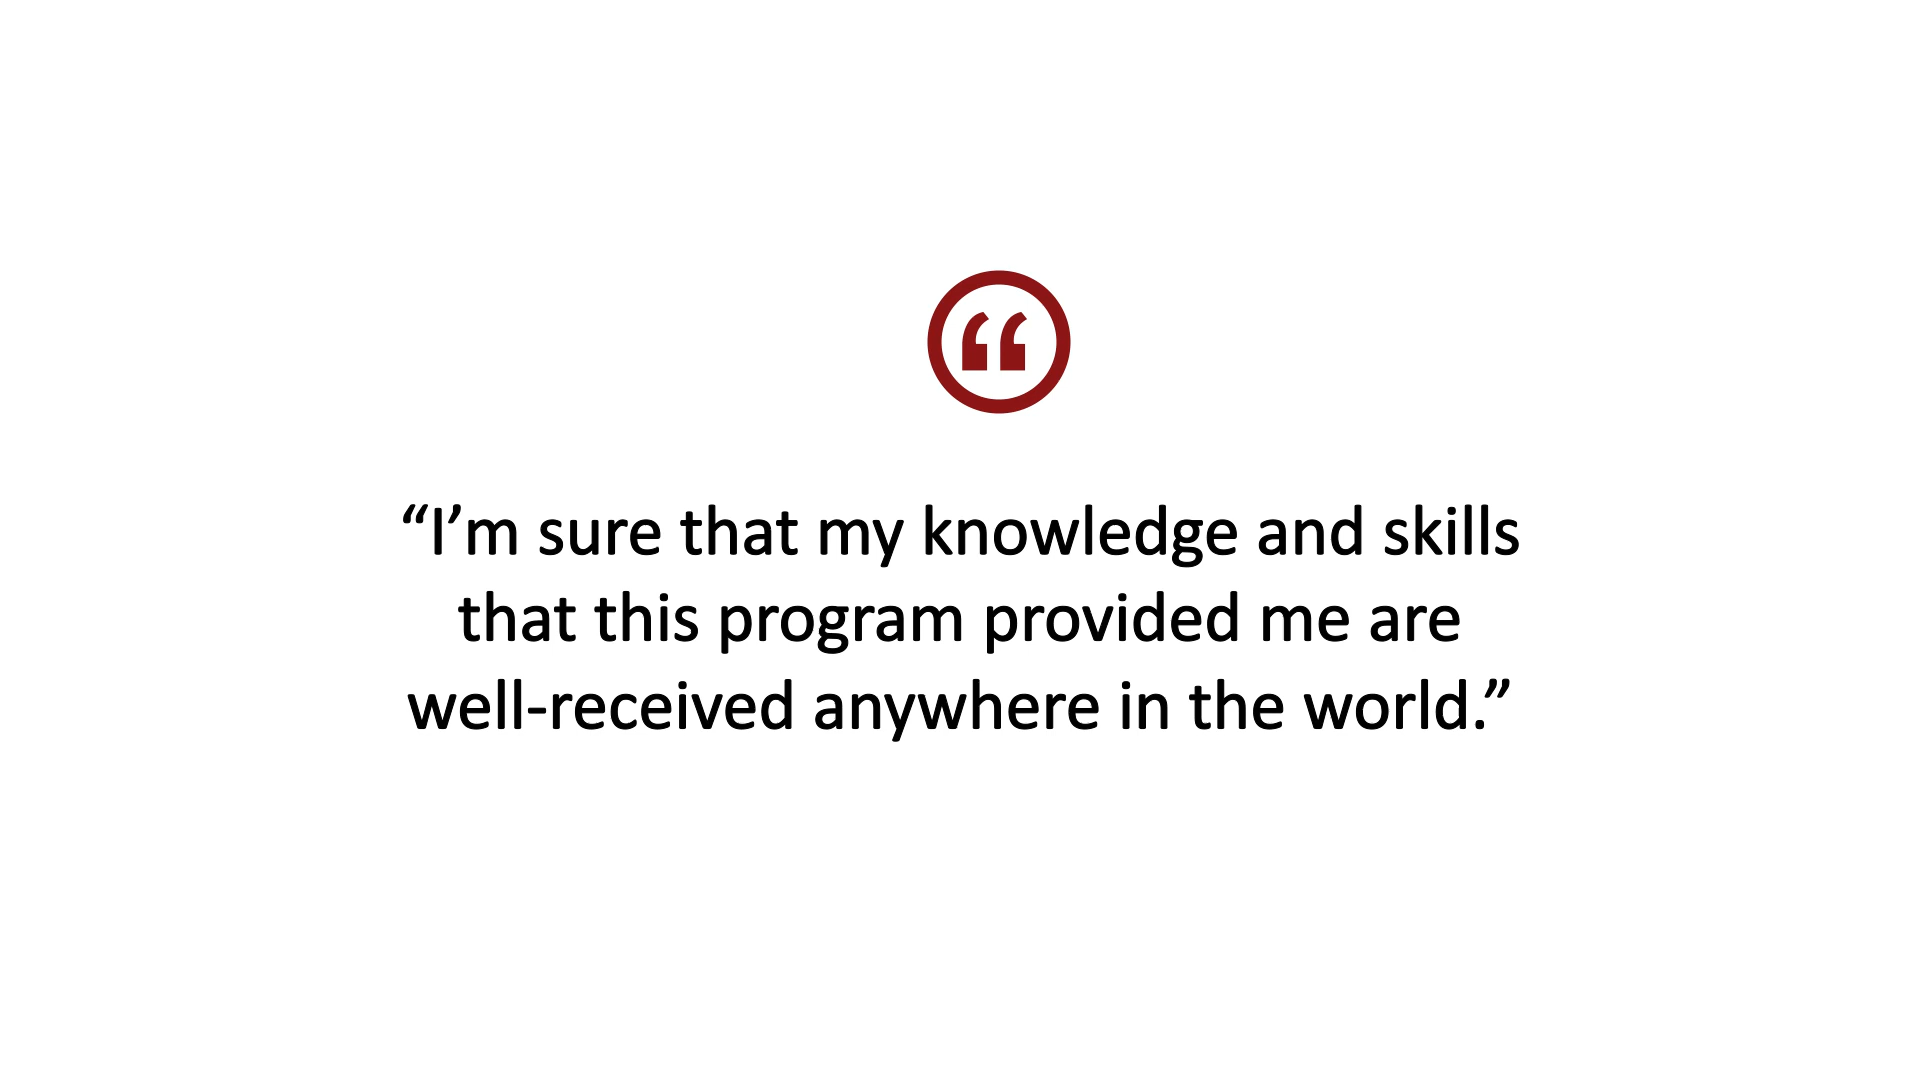 “I’m sure that my knowledge and skills
that this program provided me are
well-received anywhere in the world.”